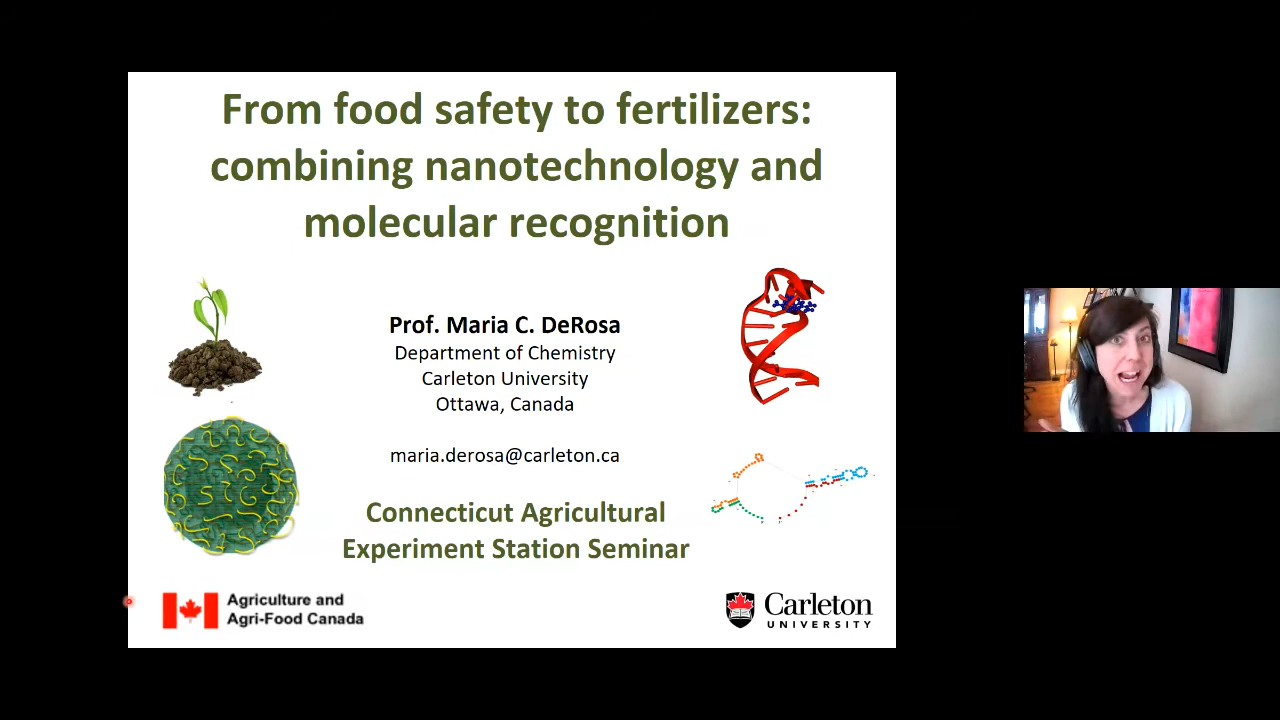 From food safety to fertilizers:
combining nanotechnology and
molecular recognition
Prof. Maria C. DeRosa
Department of Chemistry
Carleton University
Ottawa, Canada
maria.derosa@carleton.ca
Connecticut Agricultural
Experiment Station Seminar
Agriculture and
Agri-Food Canada
Carleton
UNIVERSITY